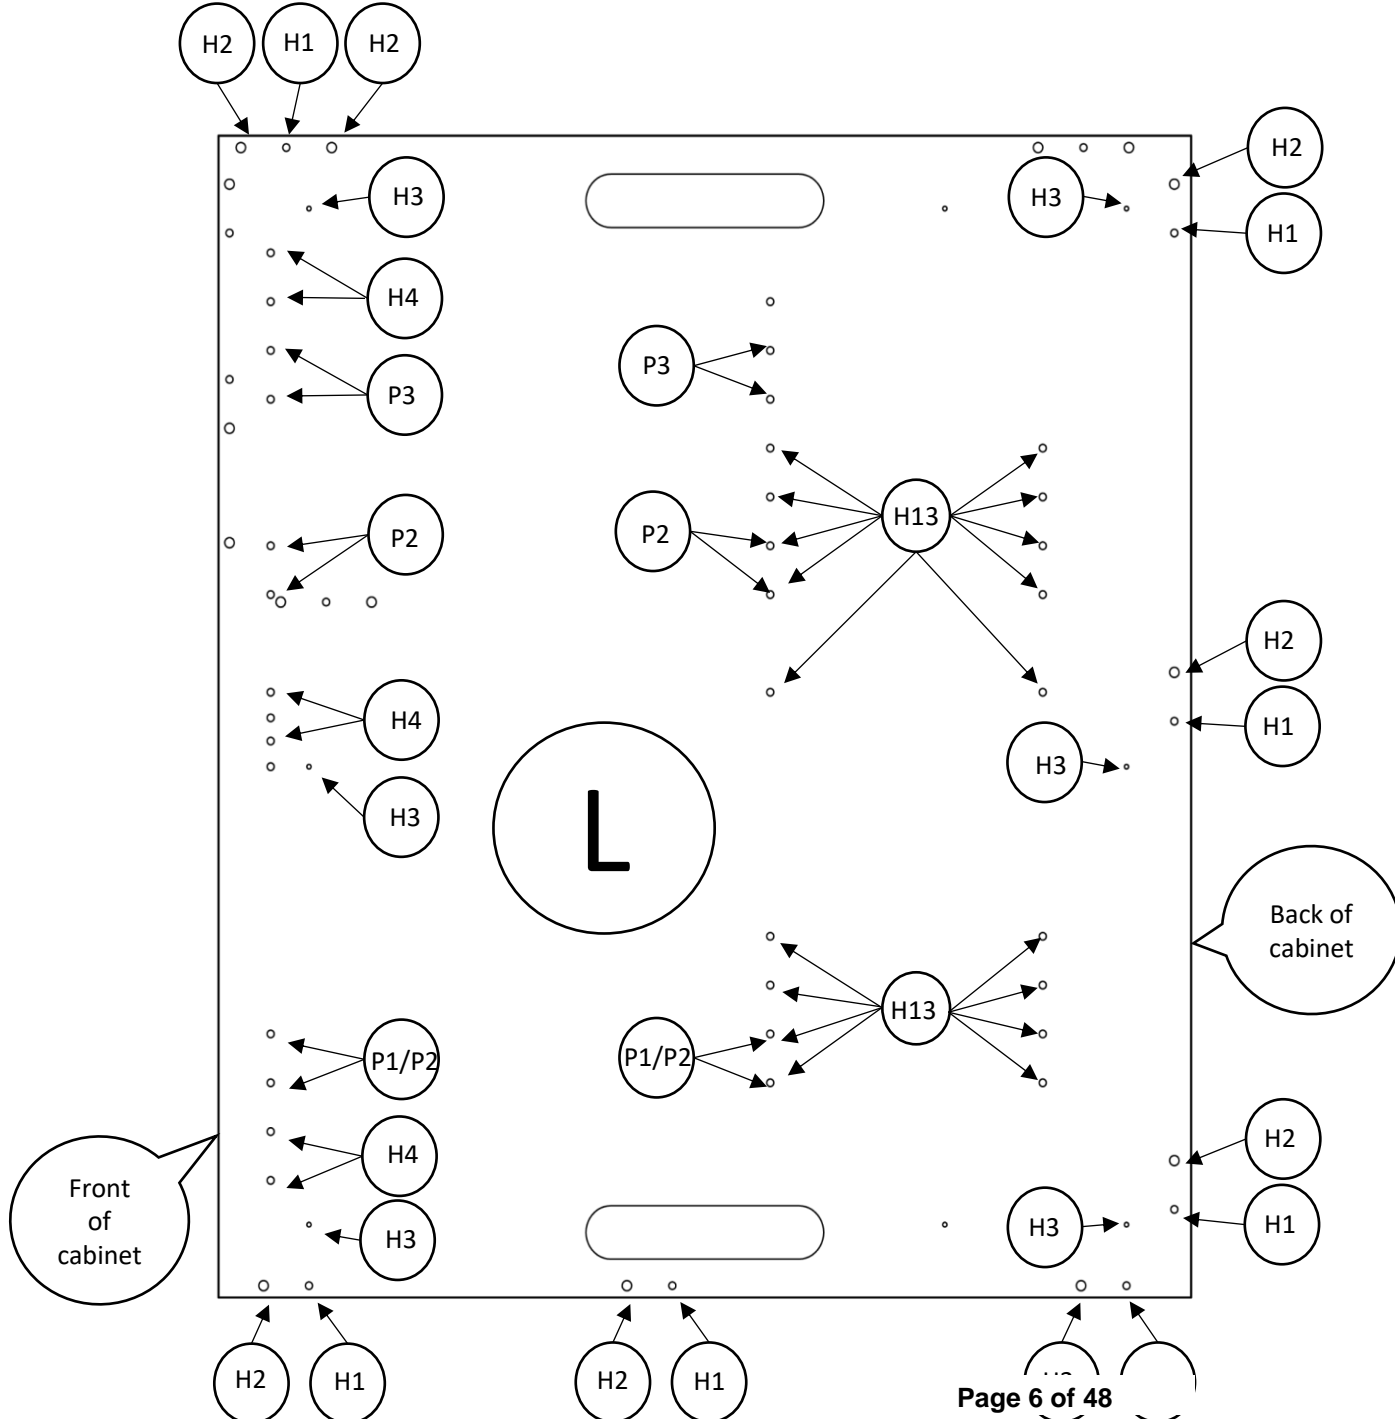 H2 H1 H2
H2
H3
H3
H1
H4
P3
P3
H13
P2
P2
H2
H4
H1
H3
H3
L
Back of
cabinet
H13
P1/P2
P1/P2
H2
H4
Front
of
cabinet
H3
H3
H1
H2 H1
H2 H1
Page 6 of 48